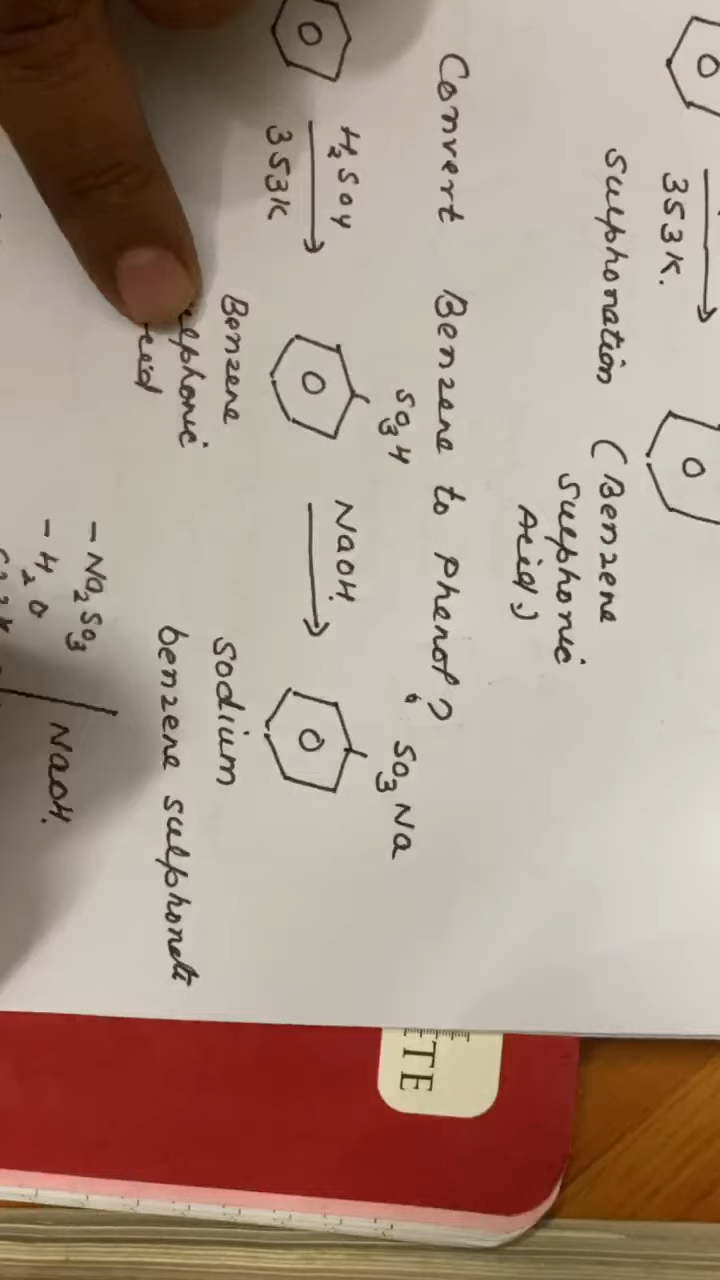 353K.
Sulphonation (Benzene
Sulphonic
Acid)
Convert Benzene to Phenol?
H2SO4
353K
SO3H
NaOH.
SO3Na
Benzene
Sodium
benzene sulphonate
-Na2SO3
-H2O
NaOH.